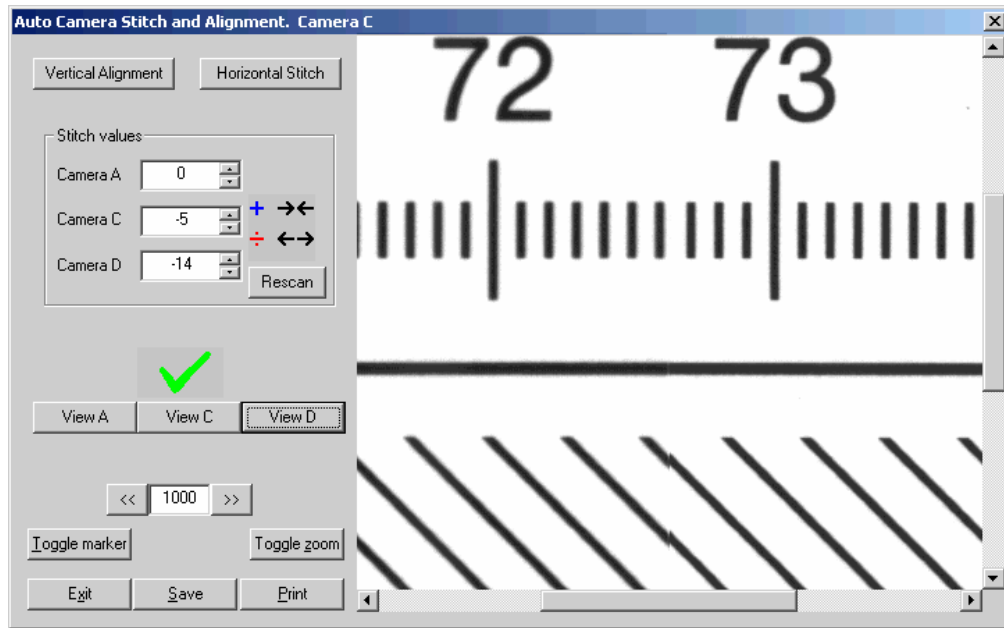 Auto Camera Stitch and Alignment. Camera C
Vertical Alignment
Horizontal Stitch
Stitch values
Camera A
0
Camera C
-5
Camera D
-14
Rescan
View A
View C
View D
<<
1000
>>
Toggle marker
Toggle zoom
Exit
Save
Print
72
73